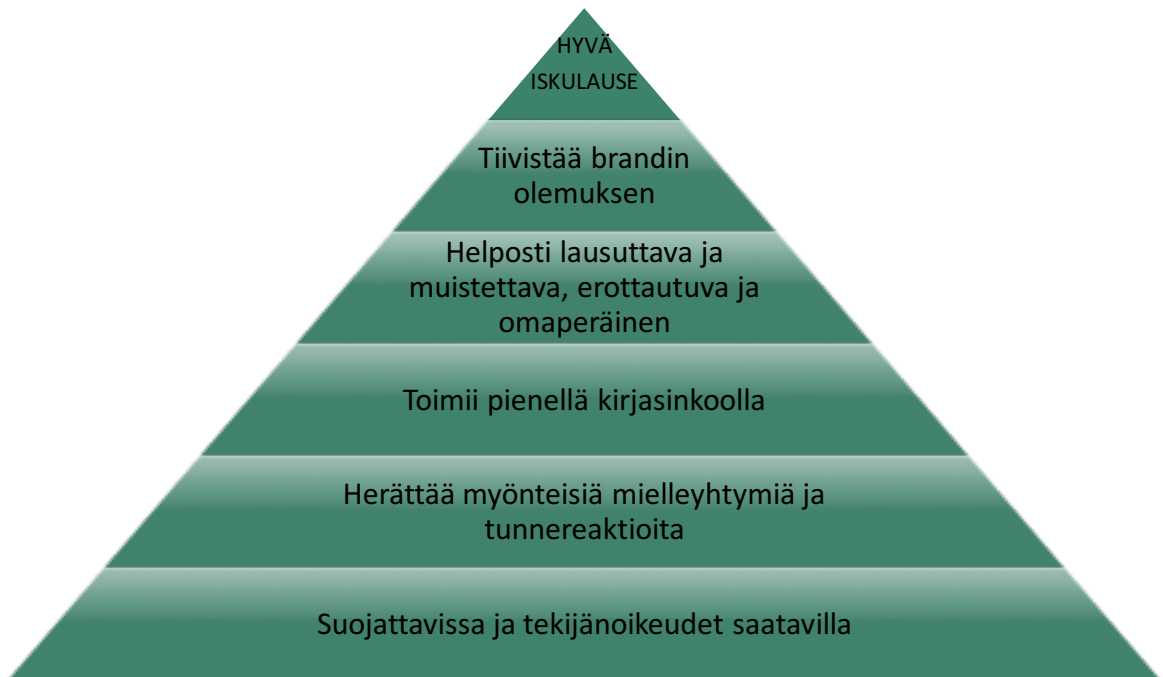 HYVÄ
ISKULAUSE
Tiivistää brandin
olemuksen
Helposti lausuttava ja
muistettava, erottautuva ja
omaperäinen
Toimii pienellä kirjasinkoolla
Herättää myönteisiä mielleyhtymiä ja
tunnereaktioita
Suojattavissa ja tekijänoikeudet saatavilla